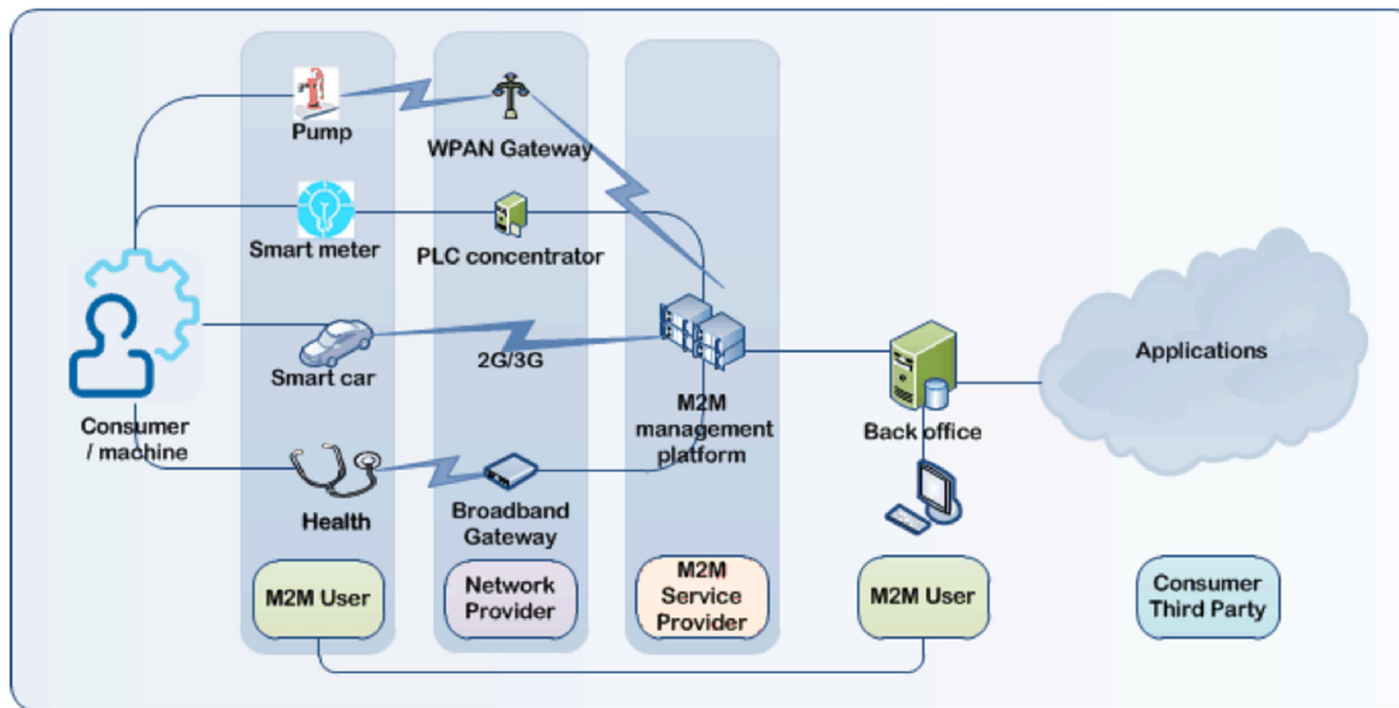 Pump
WPAN Gateway
Smart meter
PLC concentrator
Smart car
2G/3G
Consumer
/ machine
M2M
management
platform
Back office
Applications
Health
Broadband
Gateway
M2M User
Network
Provider
M2M
Service
Provider
M2M User
Consumer
Third Party